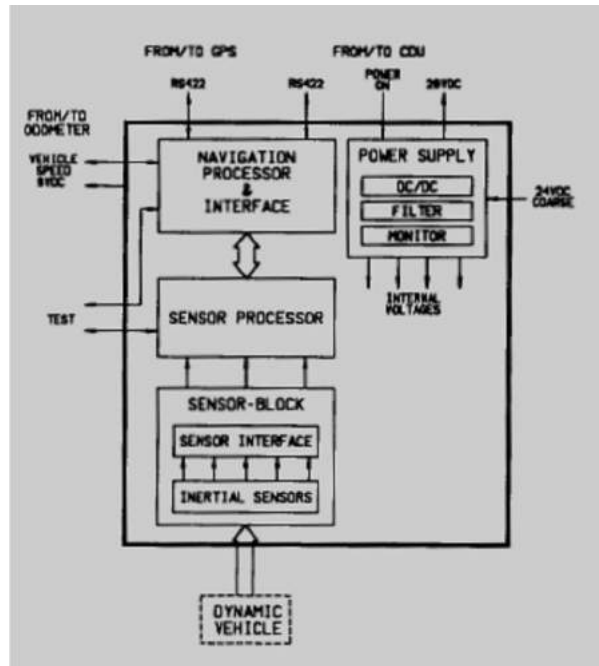 FROM/TO GPS
FROM/TO CDU
RS422
RS422
POWER
ON
28VDC
FROM/TO
ODOMETER
VEHICLE
SPEED
8VDC
NAVIGATION
PROCESSOR
&
INTERFACE
POWER SUPPLY
DC/DC
FILTER
MONITOR
24VDC
COARSE
INTERNAL
VOLTAGES
TEST
SENSOR PROCESSOR
SENSOR-BLOCK
SENSOR INTERFACE
INERTIAL SENSORS
DYNAMIC
VEHICLE